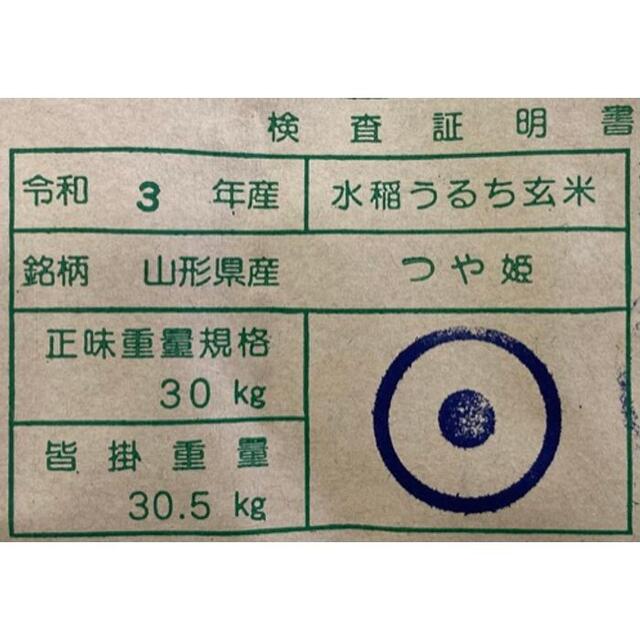 検査証明書
令和 3 年産 水稲うるち玄米
銘柄 山形県産 つや姫
正味重量規格
30 kg
皆掛重量
30.5 kg